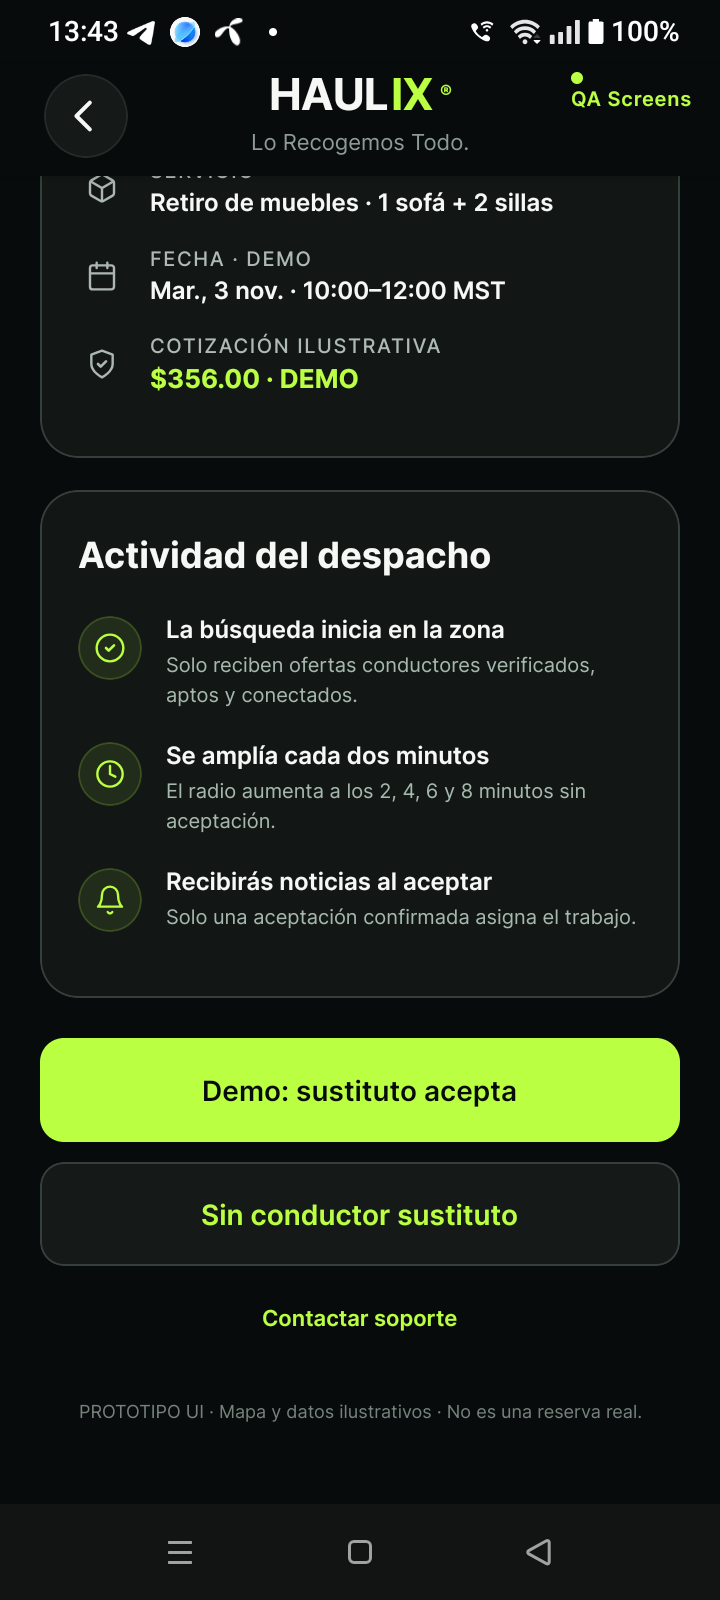 13:43
100%
HAULIX ®
QA Screens
Lo Recogemos Todo.
SERVICIO
Retiro de muebles · 1 sofá + 2 sillas
FECHA · DEMO
Mar., 3 nov. · 10:00–12:00 MST
COTIZACIÓN ILUSTRATIVA
$356.00 · DEMO
Actividad del despacho
La búsqueda inicia en la zona
Solo reciben ofertas conductores verificados,
aptos y conectados.
Se amplía cada dos minutos
El radio aumenta a los 2, 4, 6 y 8 minutos sin
aceptación.
Recibirás noticias al aceptar
Solo una aceptación confirmada asigna el trabajo.
Demo: sustituto acepta
Sin conductor sustituto
Contactar soporte
PROTOTIPO UI · Mapa y datos ilustrativos · No es una reserva real.